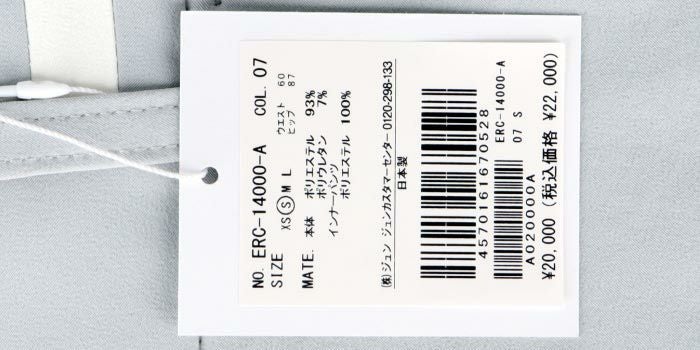 NO. ERC-14000-A COL. 07
SIZE
XS S M L
ウエスト 60
ヒップ 87
MATE. 本体 ポリエステル 93%
ポリウレタン 7%
インナーパンツ
ポリエステル 100%
(株)ジュン ジュンカスタマーセンター 0120-298-133
日本製
4570161670528
ERC-14000-A
07 S
A020000A
¥20,000 (税込価格 ¥22,000)